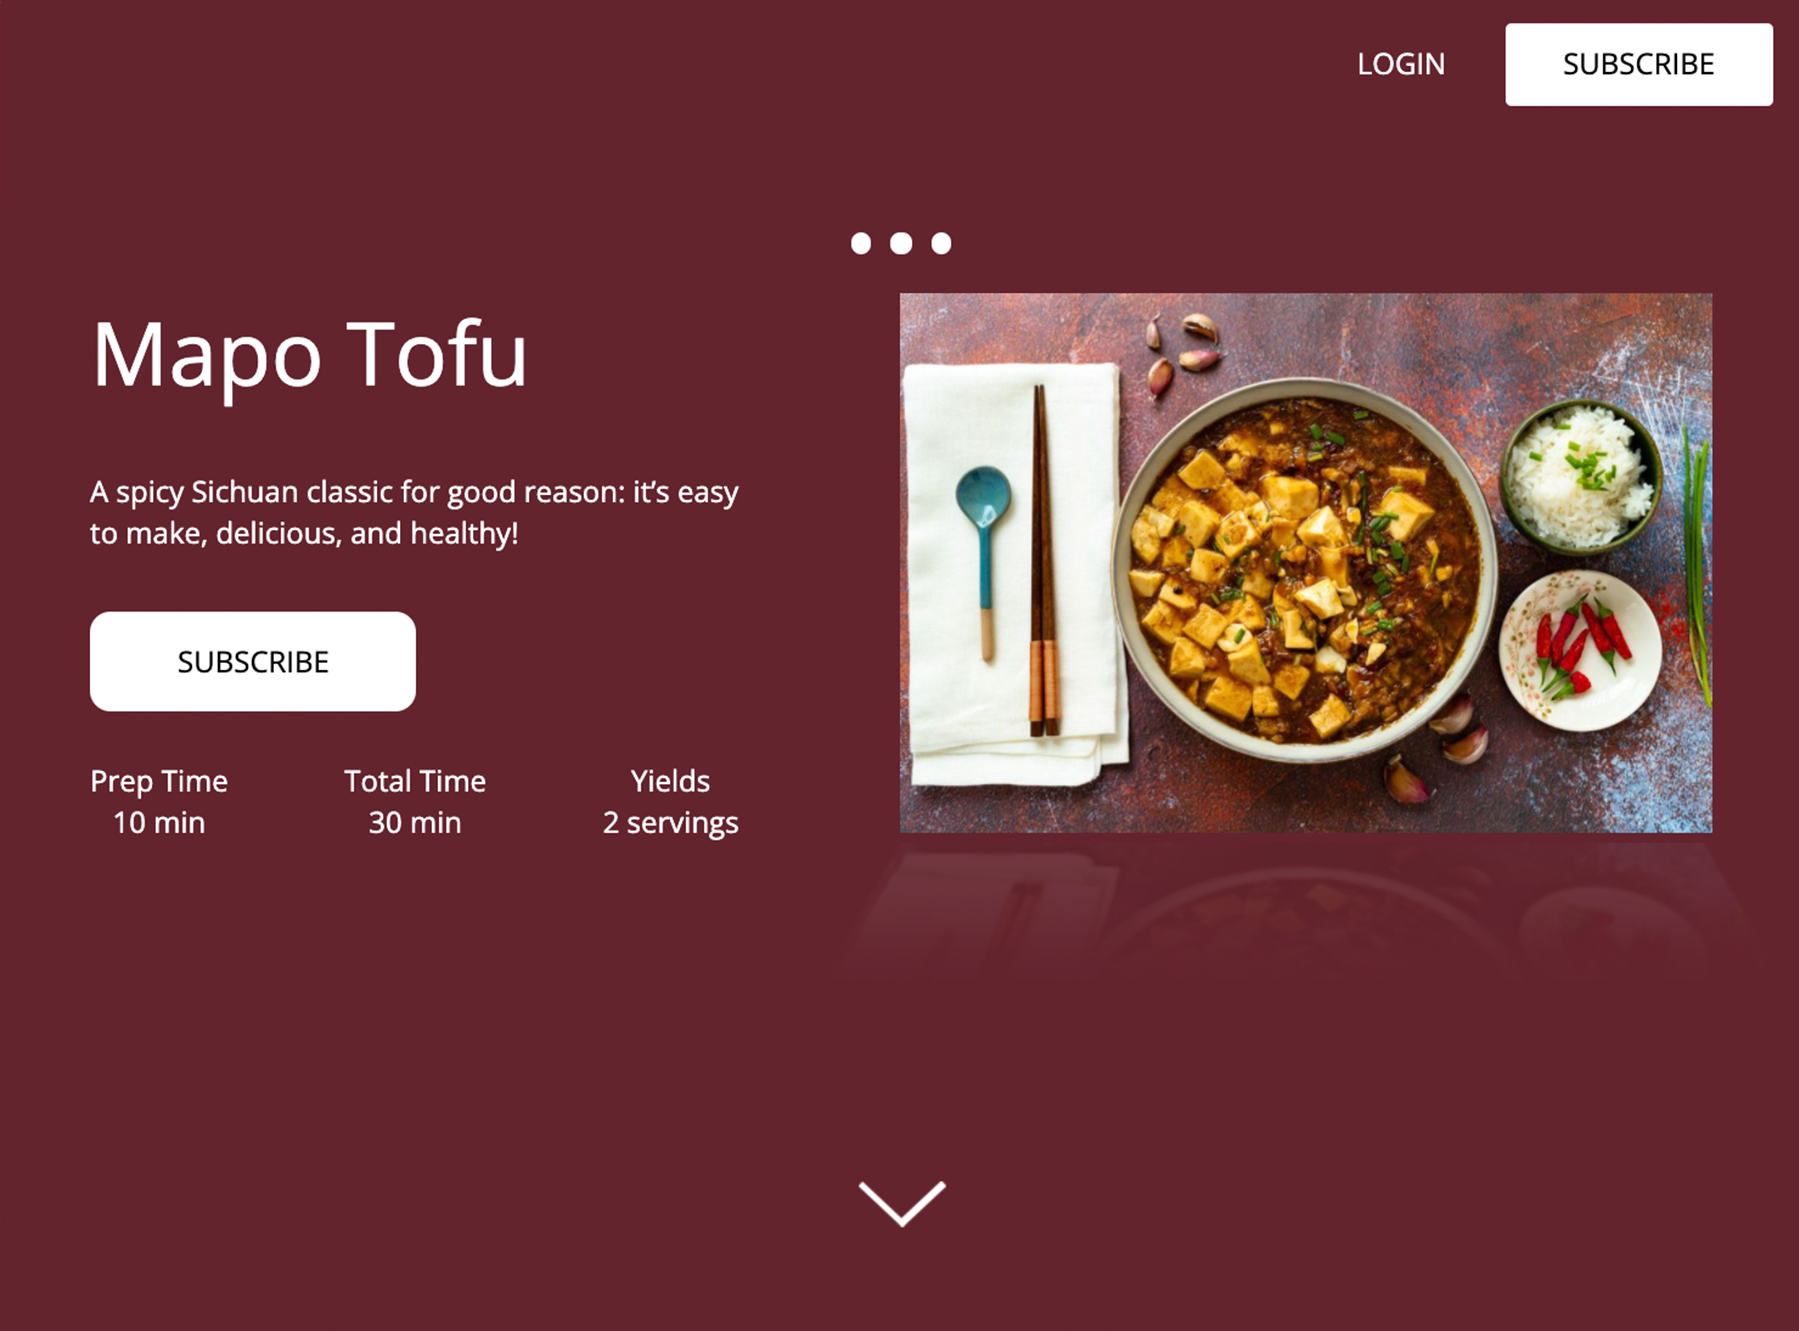 LOGIN
SUBSCRIBE
Mapo Tofu
A spicy Sichuan classic for good reason: it’s easy
to make, delicious, and healthy!
SUBSCRIBE
Prep Time
10 min
Total Time
30 min
Yields
2 servings